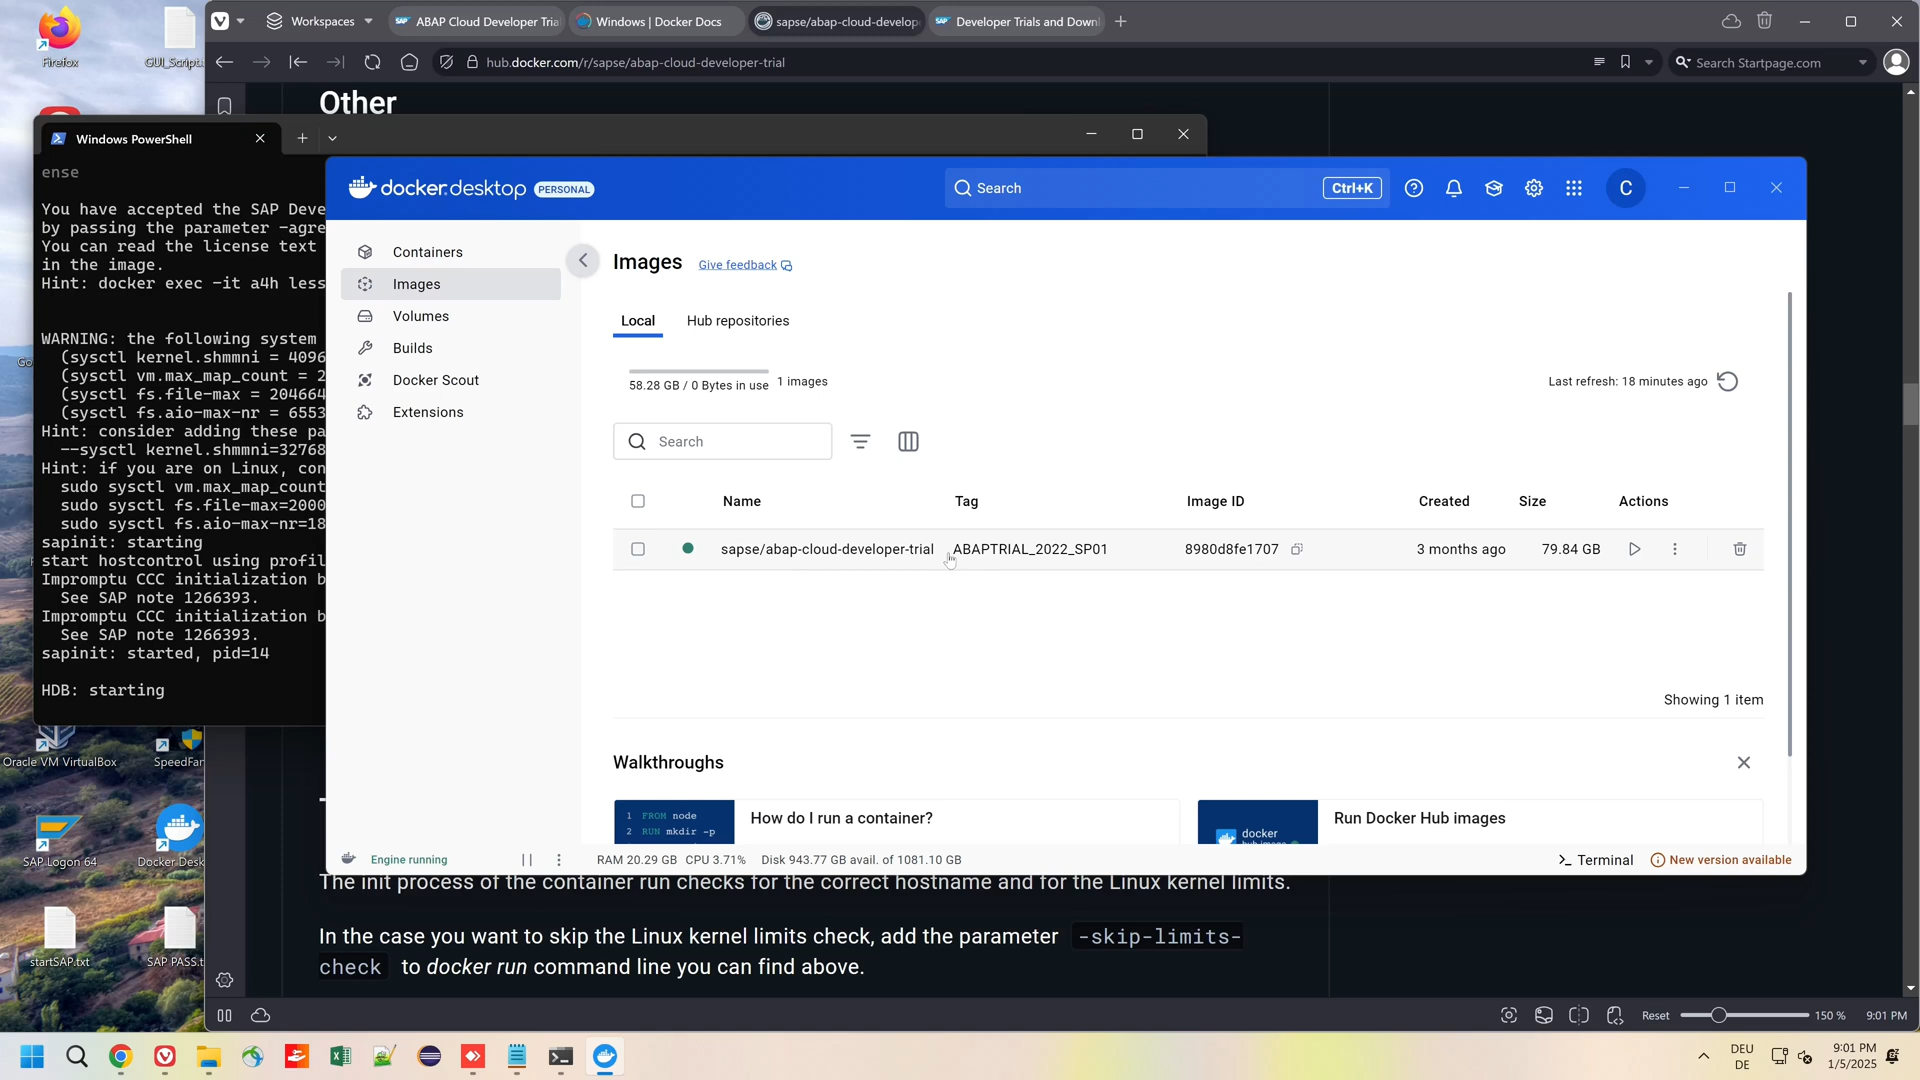 Firefox
GUI_Script.
Workspaces
ABAP Cloud Developer Tria
Windows | Docker Docs
sapse/abap-cloud-develop
Developer Trials and Down
hub.docker.com/r/sapse/abap-cloud-developer-trial
Search Startpage.com
Other
Windows PowerShell
ense
You have accepted the SAP Deve
by passing the parameter -agre
You can read the license text
in the image.
Hint: docker exec -it a4h less
WARNING: the following system
(sysctl kernel.shmmni = 4096
(sysctl vm.max_map_count = 2
(sysctl fs.file-max = 204664
(sysctl fs.aio-max-nr = 6553
Hint: consider adding these pa
--sysctl kernel.shmmni=32768
Hint: if you are on Linux, con
sudo sysctl vm.max_map_count
sudo sysctl fs.file-max=2000
sudo sysctl fs.aio-max-nr=18
sapinit: starting
start hostcontrol using profil
Impromptu CCC initialization b
See SAP note 1266393.
Impromptu CCC initialization b
See SAP note 1266393.
sapinit: started, pid=14
HDB: starting
docker.desktop PERSONAL
Search
Ctrl+K
C
Containers
Images
Volumes
Builds
Docker Scout
Extensions
Images Give feedback
Local
Hub repositories
58.28 GB / 0 Bytes in use 1 images
Last refresh: 18 minutes ago
Search
Name Tag Image ID Created Size Actions
sapse/abap-cloud-developer-trial ABAPTRIAL_2022_SP01 8980d8fe1707 3 months ago 79.84 GB
Showing 1 item
Walkthroughs
1 FROM node
2 RUN mkdir -p
How do I run a container?
docker
Run Docker Hub images
Engine running
RAM 20.29 GB CPU 3.71% Disk 943.77 GB avail. of 1081.10 GB
Terminal
New version available
Go
Oracle VM VirtualBox
SpeedFan
SAP Logon 64
Docker Desk
startSAP.txt
SAP PASS.t
The init process of the container run checks for the correct hostname and for the Linux kernel limits.
In the case you want to skip the Linux kernel limits check, add the parameter -skip-limits-
check to docker run command line you can find above.
Reset
150 %
9:01 PM
DEU
DE
9:01 PM
1/5/2025